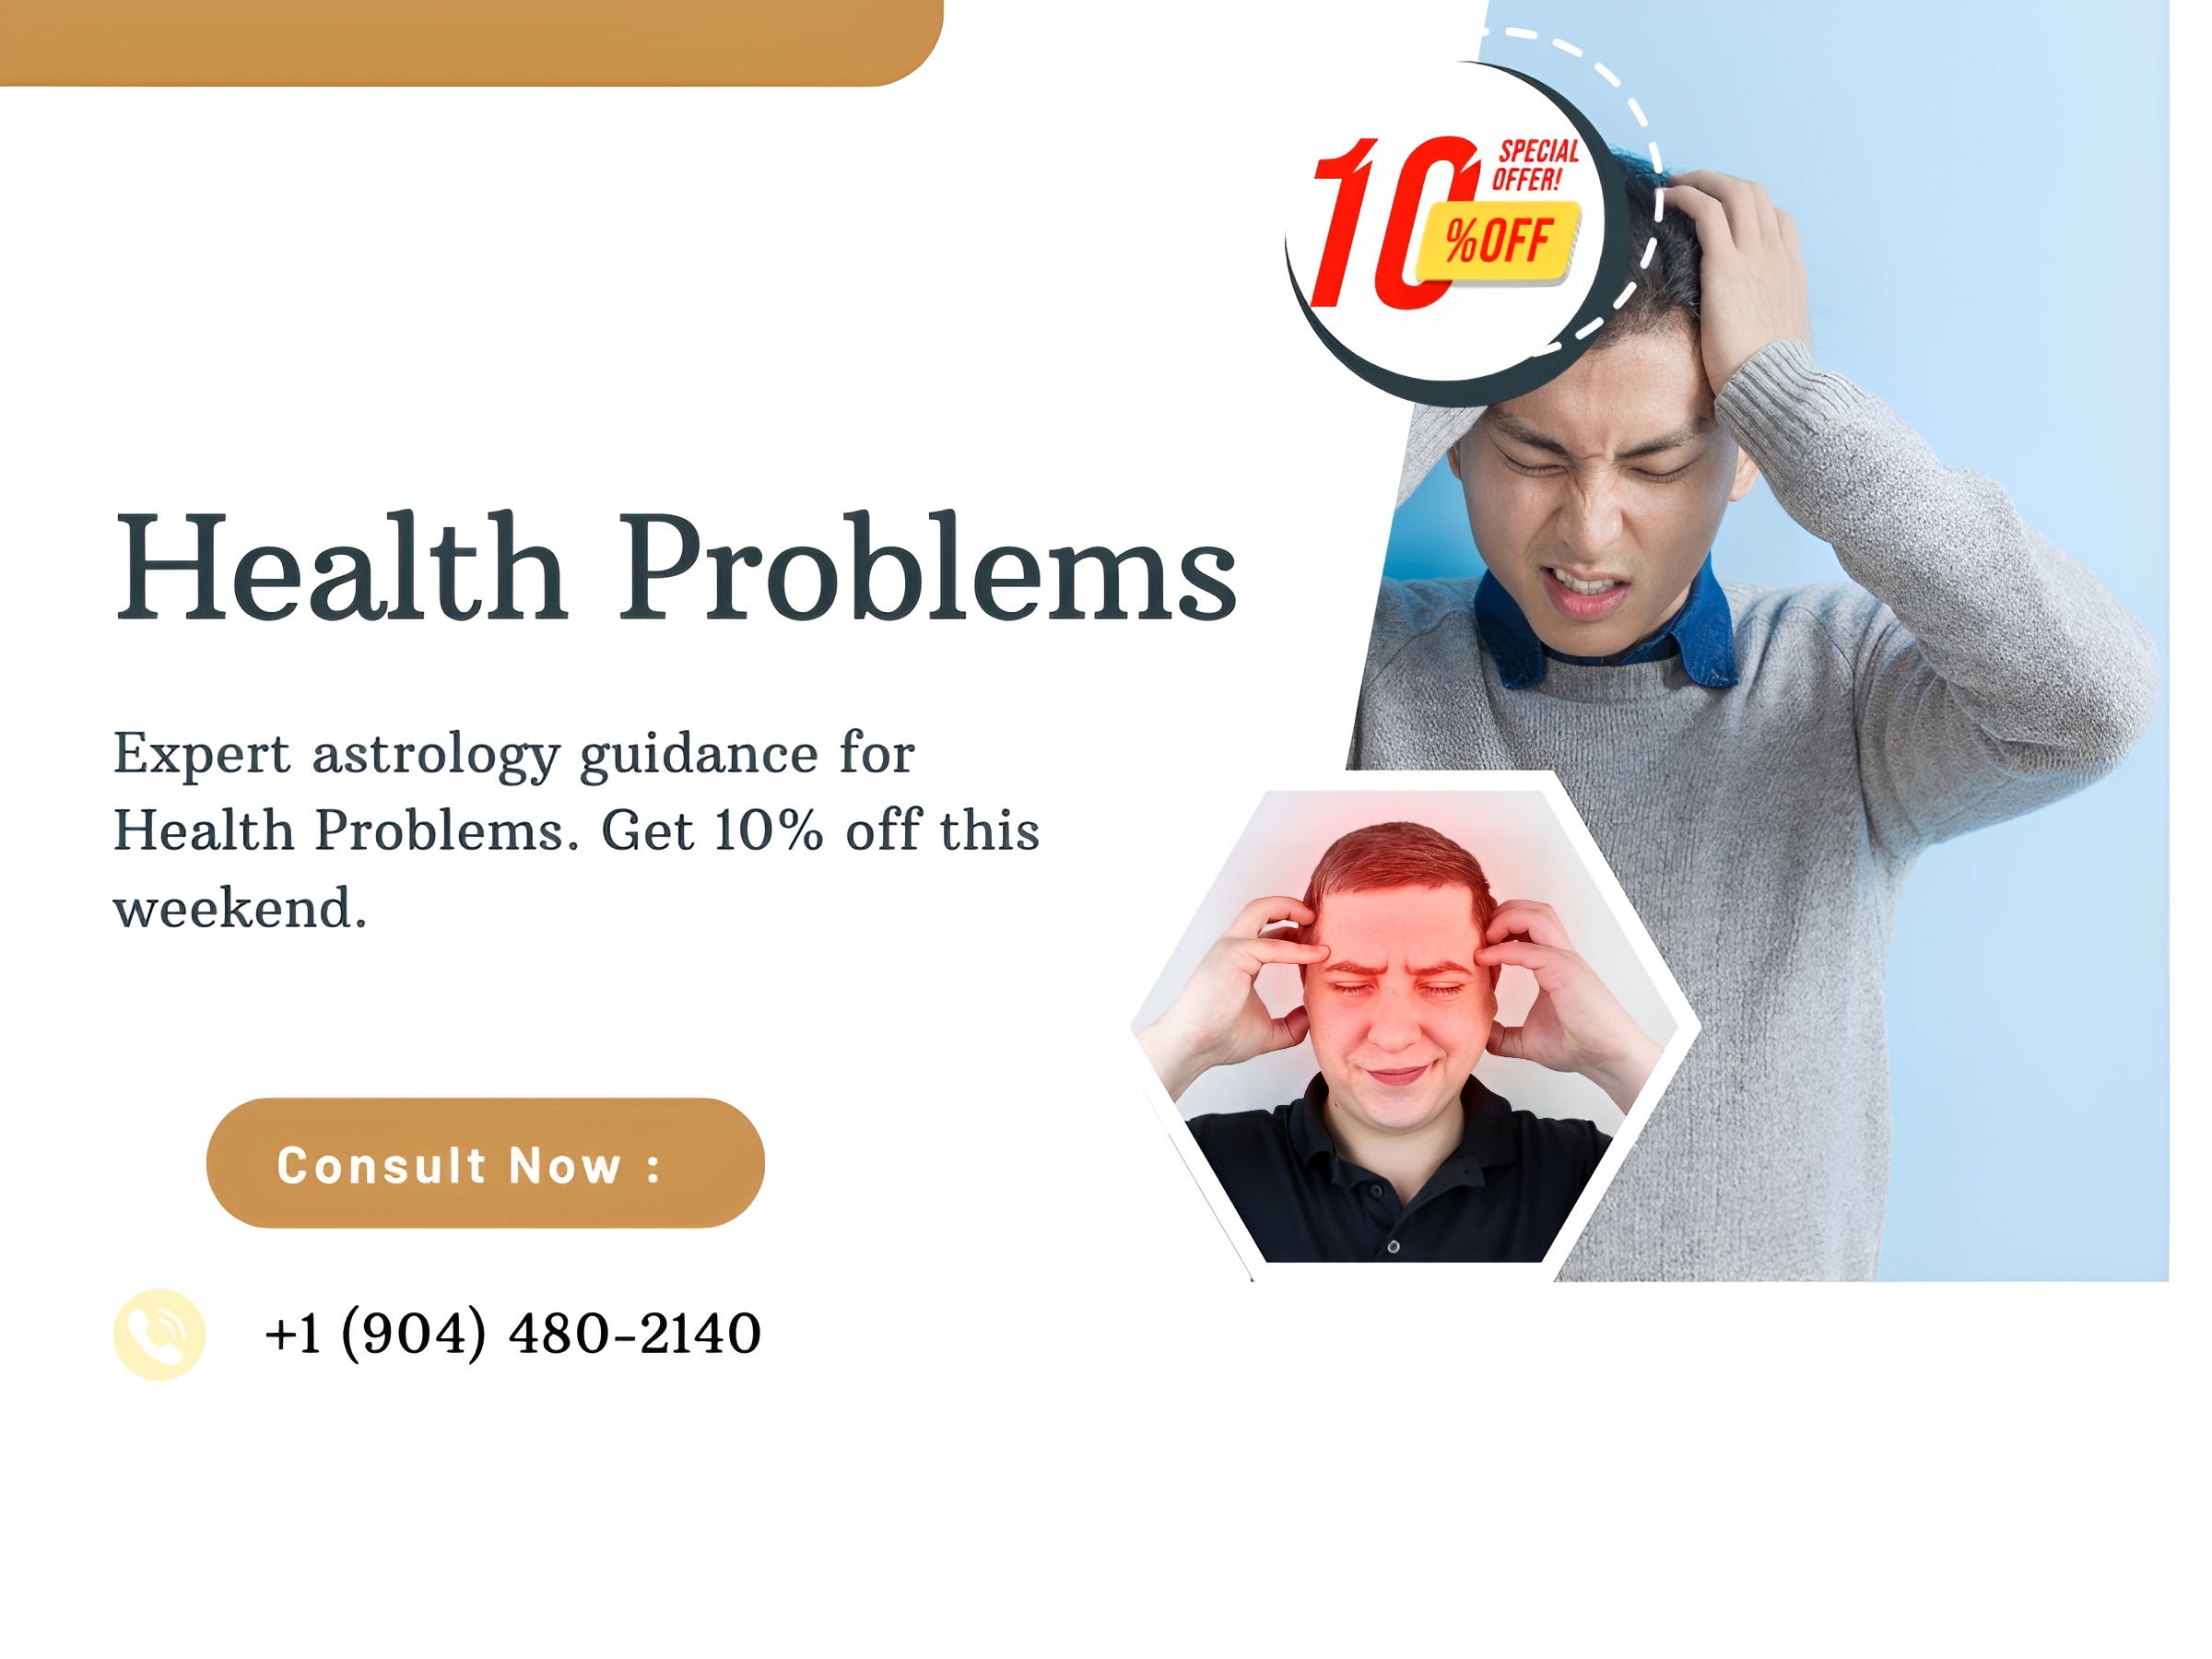 10
SPECIAL
OFFER!
%OFF
Health Problems
Expert astrology guidance for
Health Problems. Get 10% off this
weekend.
Consult Now :
+1 (904) 480-2140